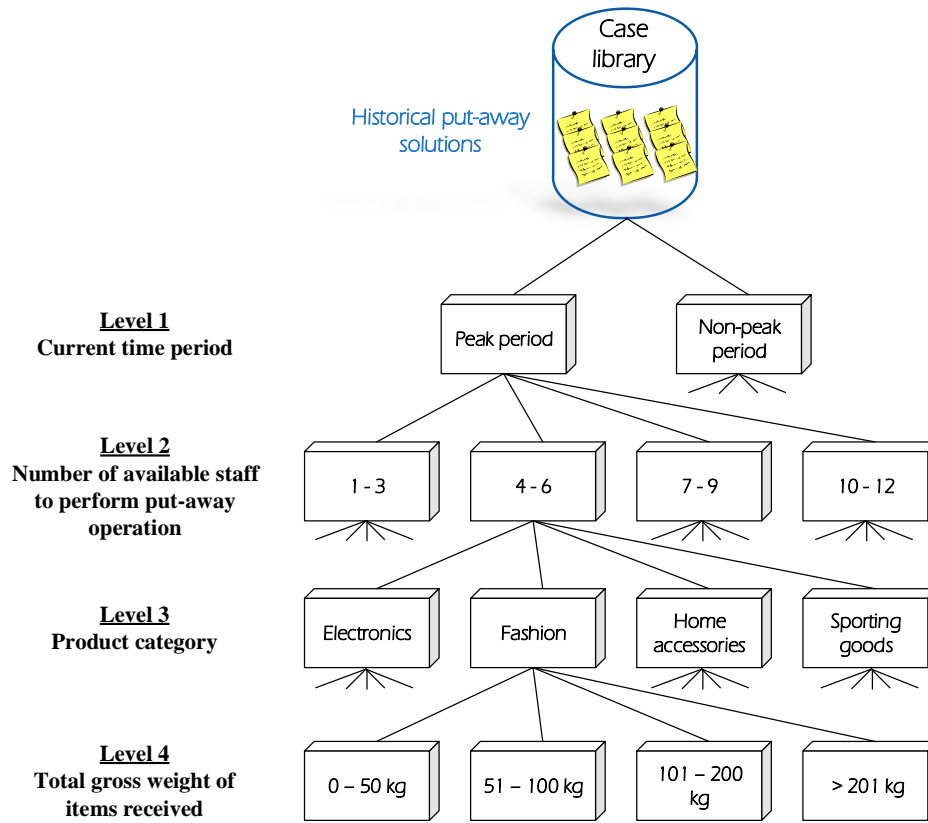 Case
library
Historical put-away
solutions
Level 1
Current time period
Peak period
Non-peak
period
Level 2
Number of available staff
to perform put-away
operation
1 - 3
4 - 6
7 - 9
10 - 12
Level 3
Product category
Electronics
Fashion
Home
accessories
Sporting
goods
Level 4
Total gross weight of
items received
0 – 50 kg
51 – 100 kg
101 – 200
kg
> 201 kg